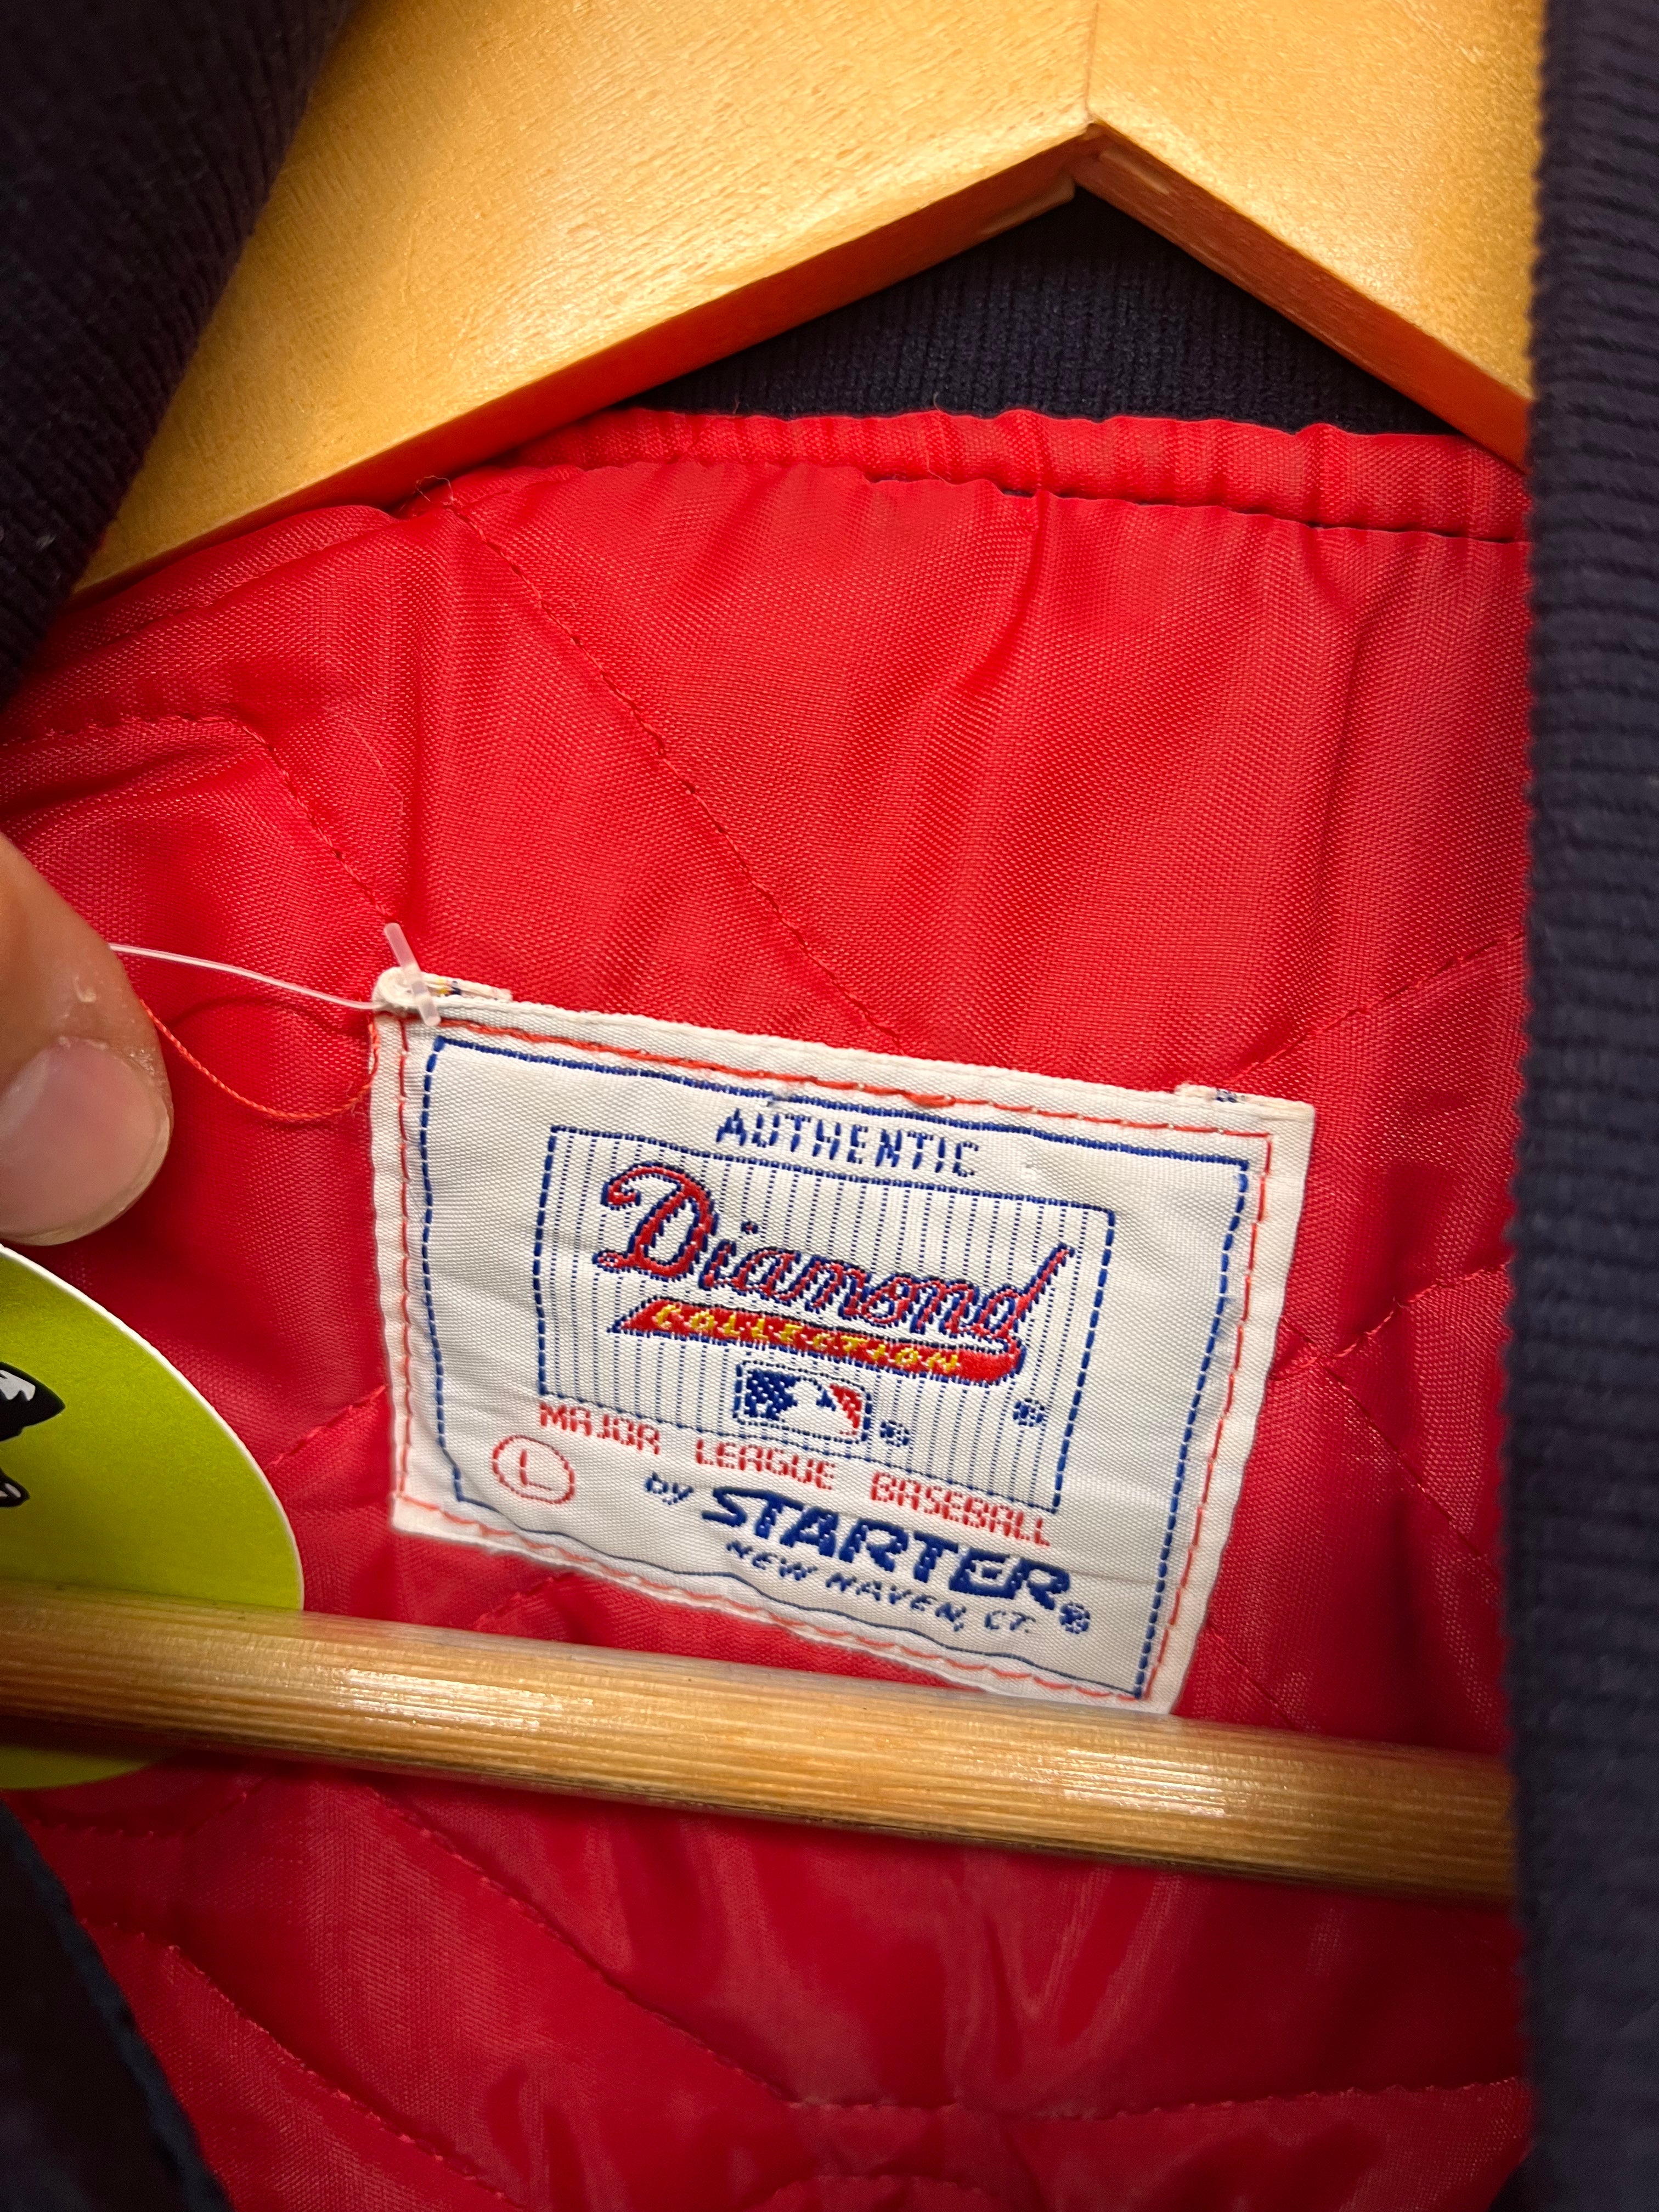 AUTHENTIC
Diamond
COLLECTION
®
®
MAJOR LEAGUE BASEBALL
L
by STARTER®
NEW HAVEN, CT.